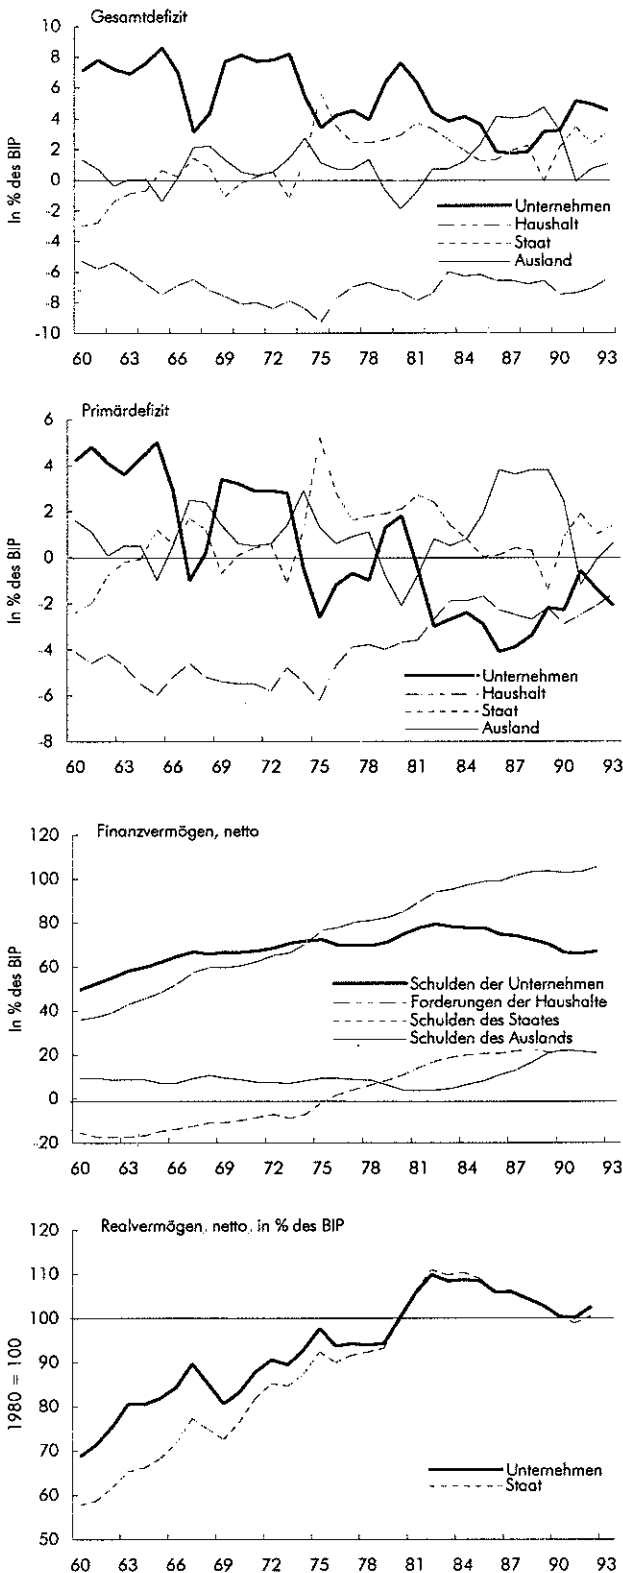 Gesamtdefizit
10
8
6
4
2
0
-2
-4
-6
-8
-10
In % des BIP
Unternehmen
Haushalt
Staat
Ausland
60 63 66 69 72 75 78 81 84 87 90 93
Primärdefizit
6
4
2
0
-2
-4
-6
-8
In % des BIP
Unternehmen
Haushalt
Staat
Ausland
60 63 66 69 72 75 78 81 84 87 90 93
Finanzvermögen, netto
120
100
80
60
40
20
0
-20
In % des BIP
Schulden der Unternehmen
Forderungen der Haushalte
Schulden des Staates
Schulden des Auslands
60 63 66 69 72 75 78 81 84 87 90 93
Realvermögen, netto, in % des BIP
120
110
100
90
80
70
60
50
1980 = 100
Unternehmen
Staat
60 63 66 69 72 75 78 81 84 87 90 93